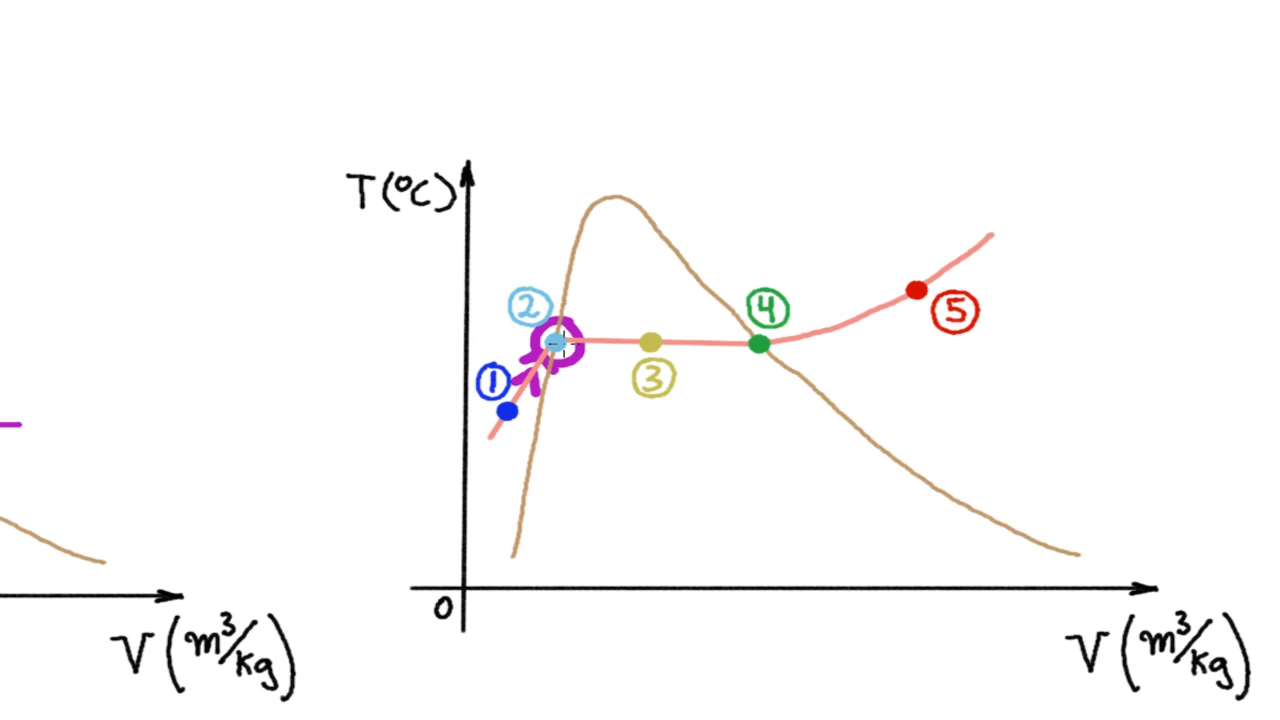 T(°C)
②
④
⑤
①
③
0
V(m³/kg)
V(m³/kg)